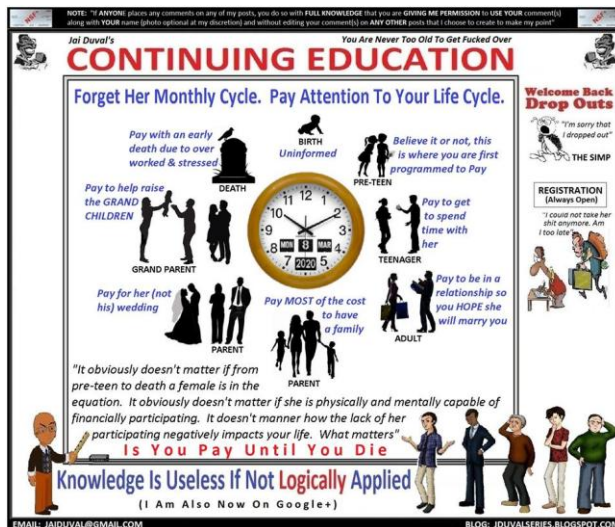 NOTE: "If ANYONE places any comments on any of my posts, you do so with FULL KNOWLEDGE that you are GIVING ME PERMISSION to USE YOUR comment(s)
along with YOUR name (photo optional at my discretion) and without editing your comment(s) on ANY OTHER posts that I choose to create to make my point"
Jai Duval's
You Are Never Too Old To Get Fucked Over
CONTINUING EDUCATION
Forget Her Monthly Cycle. Pay Attention To Your Life Cycle.
BIRTH
Uninformed
Believe it or not, this
is where you are first
programmed to Pay
PRE-TEEN
Pay to get
to spend
time with
her
TEENAGER
Pay to be in a
relationship so
you HOPE she
will marry you
ADULT
Pay MOST of the cost
to have
a family
PARENT
Pay for her (not
his) wedding
PARENT
Pay to help raise
the GRAND
CHILDREN
GRAND PARENT
Pay with an early
death due to over
worked & stressed
DEATH
12
1
2
3
4
5
6
7
8
9
10
11
MON 8 MAR
2020
"It obviously doesn't matter if from
pre-teen to death a female is in the
equation. It obviously doesn't matter if she is physically and mentally capable of
financially participating. It doesn't manner how the lack of her
participating negatively impacts your life. What matters"
Is You Pay Until You Die
Knowledge Is Useless If Not Logically Applied
(I Am Also Now On Google+)
Welcome Back
Drop Outs
"I'm sorry that
I dropped out"
THE SIMP
REGISTRATION
(Always Open)
"I could not take her
shit anymore. Am
I too late"
EMAIL: JAIDUVAL@GMAIL.COM
BLOG: JDUVALSERIES.BLOGSPOT.COM